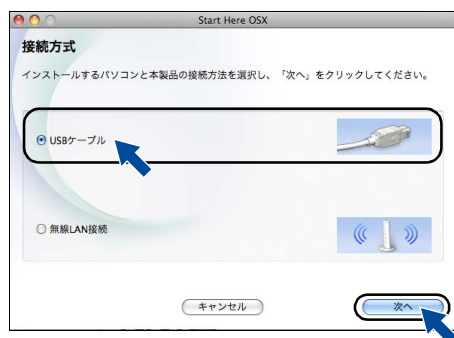 Start Here OSX
接続方式
インストールするパソコンと本製品の接続方法を選択し、「次へ」をクリックしてください。
USBケーブル
無線LAN接続
キャンセル
次へ